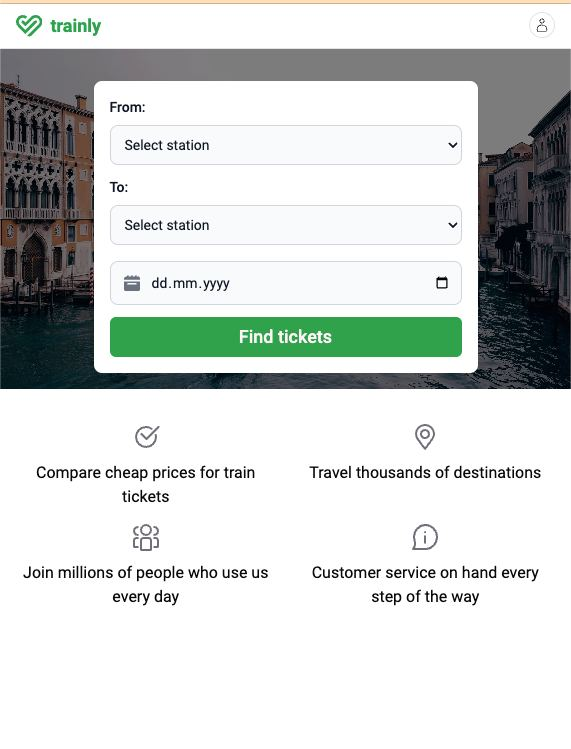 trainly
From:
Select station
To:
Select station
dd.mm.yyyy
Find tickets
Compare cheap prices for train
tickets
Travel thousands of destinations
Join millions of people who use us
every day
Customer service on hand every
step of the way